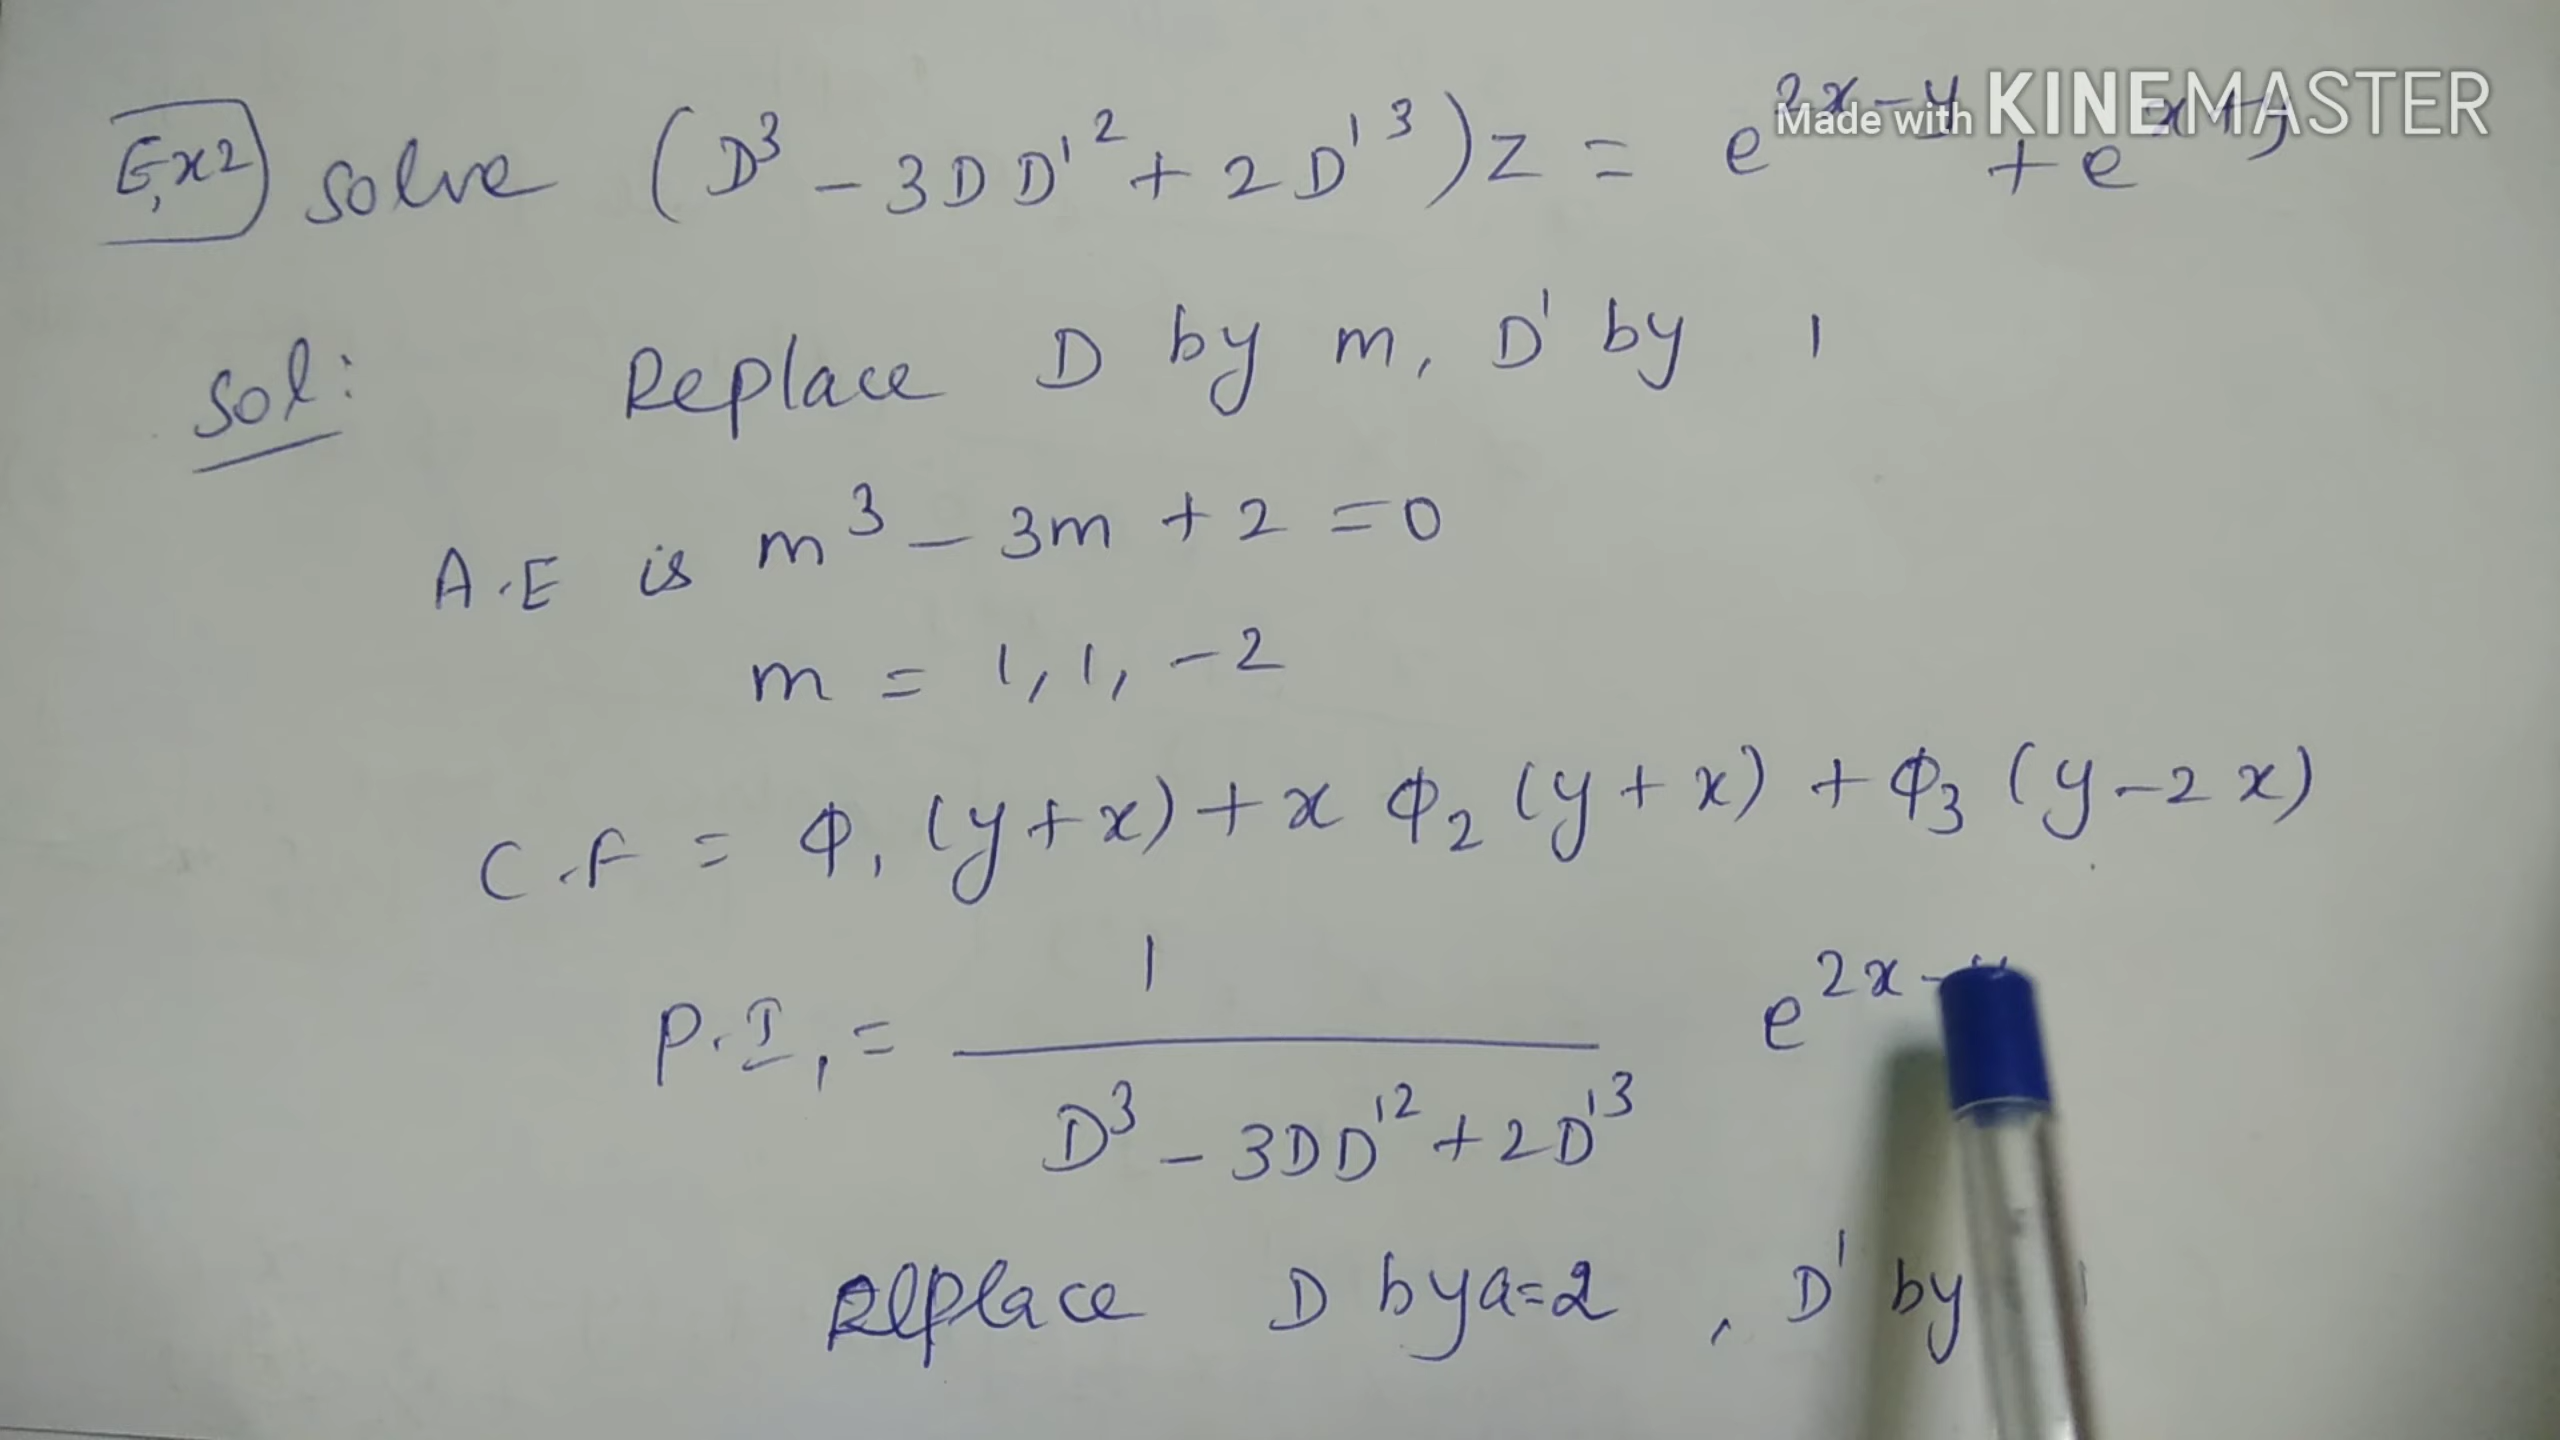 Ex2) Solve (D³ - 3DD'² + 2D'³)z = e^{2x-y} + e^{x+y}
Made with KINEMASTER
Sol: Replace D by m, D' by 1
A.E is m³ - 3m + 2 = 0
m = 1, 1, -2
C.F = Φ₁(y+x) + x Φ₂(y+x) + Φ₃(y-2x)
P.I₁ = 1 / (D³ - 3DD'² + 2D'³) e^{2x-
Replace D by a=2, D' by